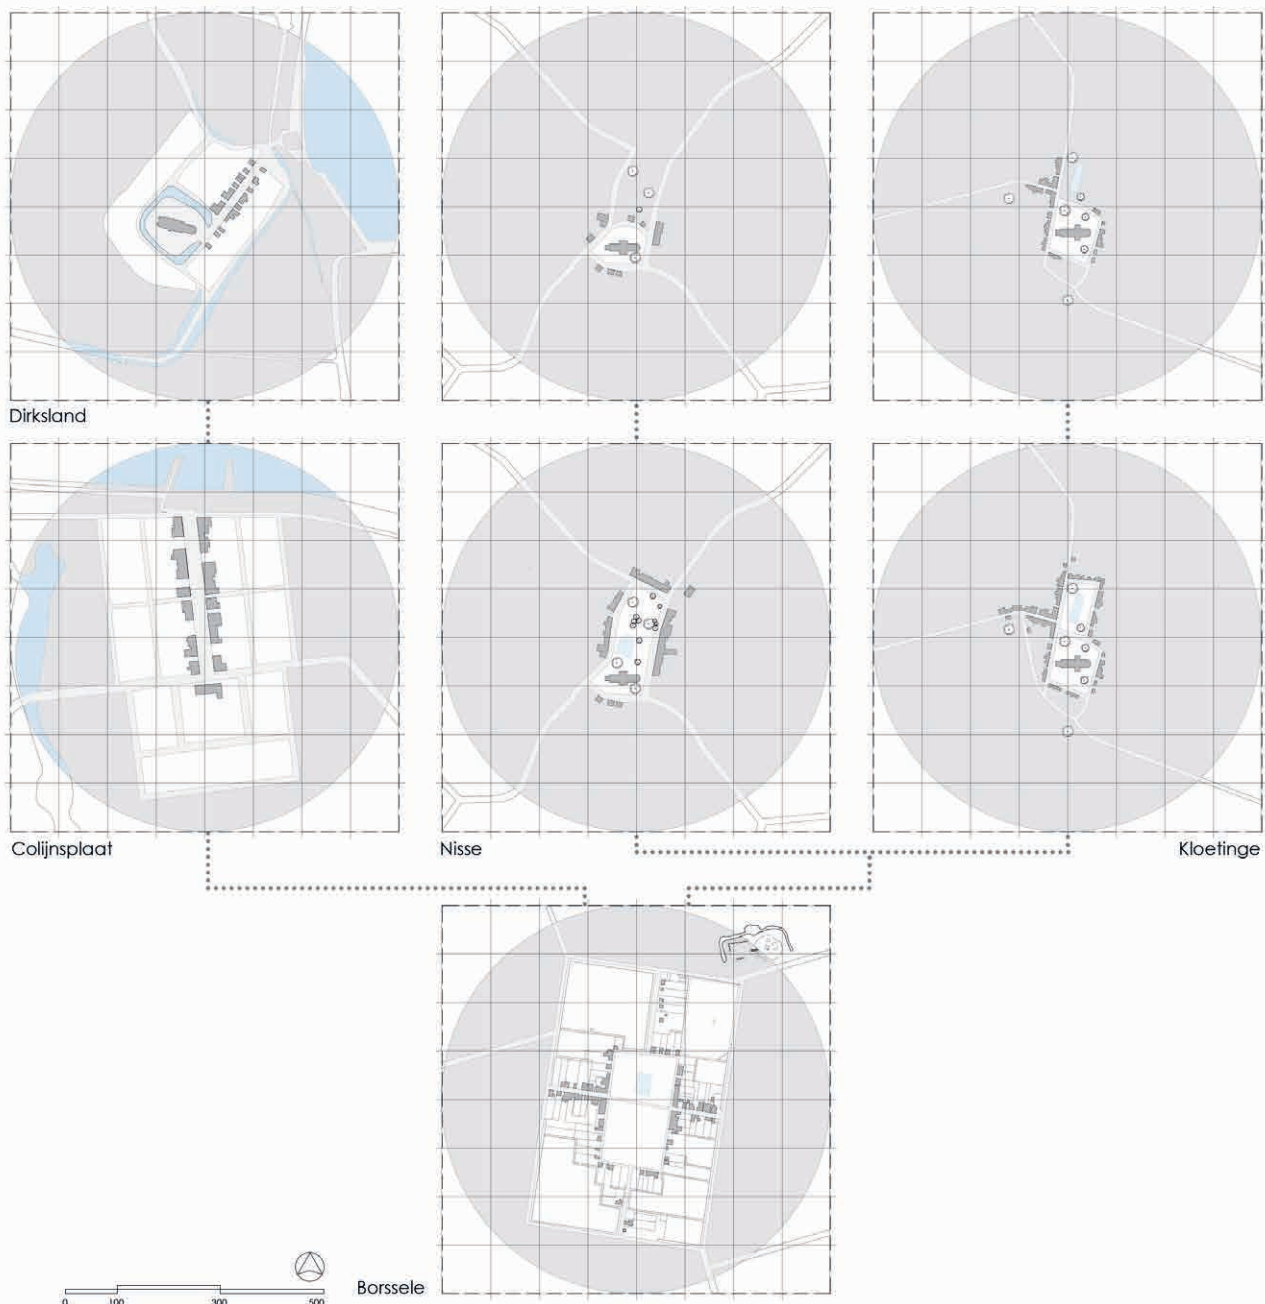 Dirksland
Colijnsplaat
Nisse
Kloetinge
Borssele
0 100 300 500